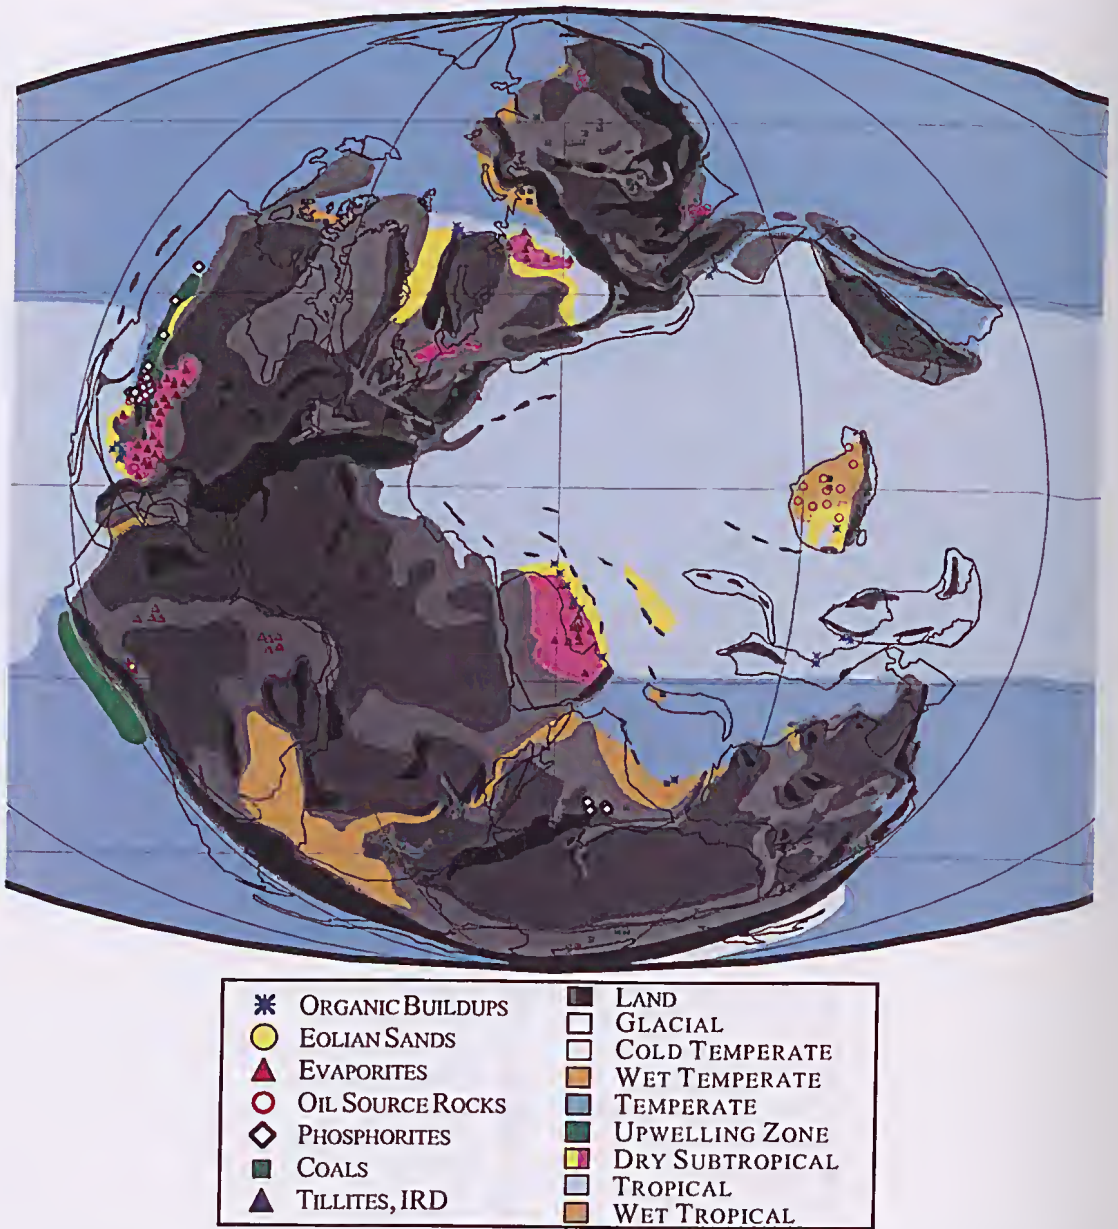 ORGANIC BUILDUPS
EOLIAN SANDS
EVAPORITES
OIL SOURCE ROCKS
PHOSPHORITES
COALS
TILLITES, IRD
LAND
GLACIAL
COLD TEMPERATE
WET TEMPERATE
TEMPERATE
UPWELLING ZONE
DRY SUBTROPICAL
TROPICAL
WET TROPICAL